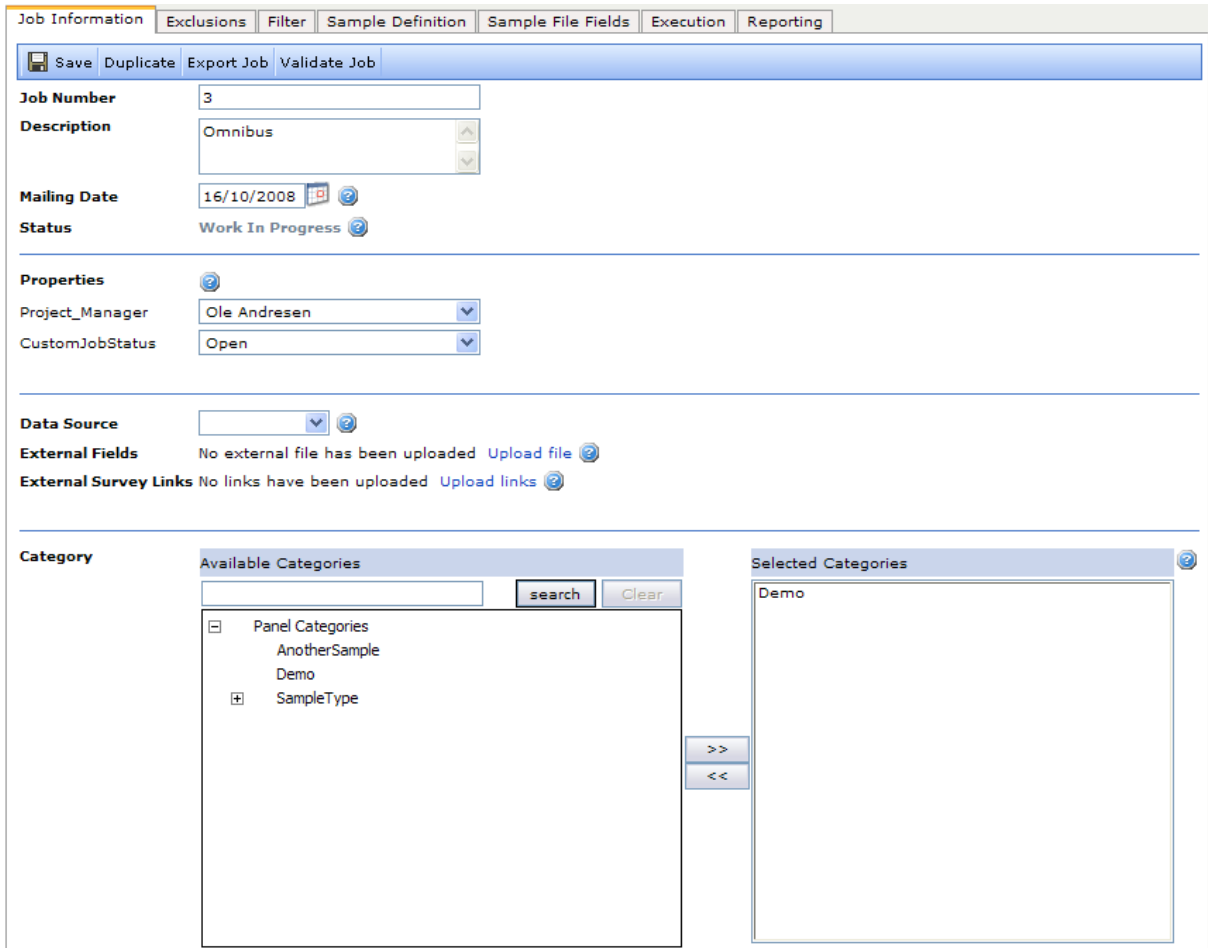 Job Information Exclusions Filter Sample Definition Sample File Fields Execution Reporting
Save Duplicate Export Job Validate Job
Job Number 3
Description Omnibus
Mailing Date 16/10/2008
Status Work In Progress
Properties
Project_Manager Ole Andresen
CustomJobStatus Open
Data Source
External Fields No external file has been uploaded Upload file
External Survey Links No links have been uploaded Upload links
Category Available Categories Selected Categories
search Clear Demo
Panel Categories
AnotherSample
Demo
SampleType
>>
<<